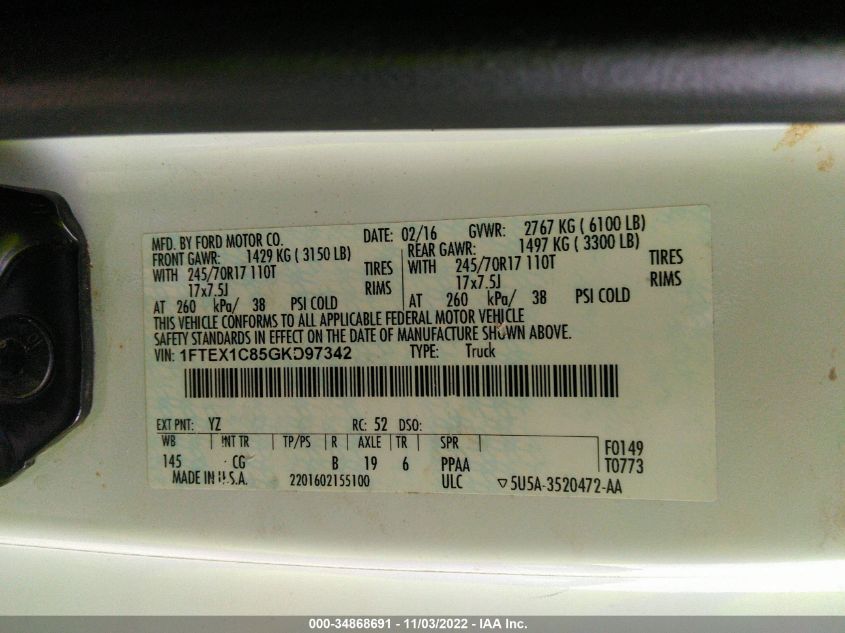 MFD. BY FORD MOTOR CO. DATE: 02/16 GVWR: 2767 KG ( 6100 LB)
FRONT GAWR: 1429 KG ( 3150 LB) REAR GAWR: 1497 KG ( 3300 LB)
WITH 245/70R17 110T TIRES WITH 245/70R17 110T TIRES
17x7.5J RIMS 17x7.5J RIMS
AT 260 kPa/ 38 PSI COLD AT 260 kPa/ 38 PSI COLD
THIS VEHICLE CONFORMS TO ALL APPLICABLE FEDERAL MOTOR VEHICLE
SAFETY STANDARDS IN EFFECT ON THE DATE OF MANUFACTURE SHOWN ABOVE.
VIN: 1FTEX1C85GKD97342 TYPE: Truck
EXT PNT: YZ RC: 52 DSO:
WB INT TR TP/PS R AXLE TR SPR F0149
145 CG B 19 6 PPAA T0773
MADE IN U.S.A. 2201602155100 ULC ▽5U5A-3520472-AA
000-34868691 - 11/03/2022 - IAA Inc.